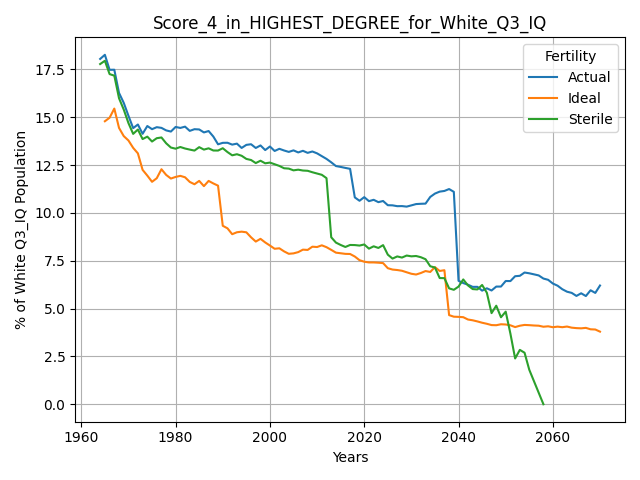 Score_4_in_HIGHEST_DEGREE_for_White_Q3_IQ
% of White Q3_IQ Population
17.5
15.0
12.5
10.0
7.5
5.0
2.5
0.0
Fertility
Actual
Ideal
Sterile
1960
1980
2000
2020
2040
2060
Years